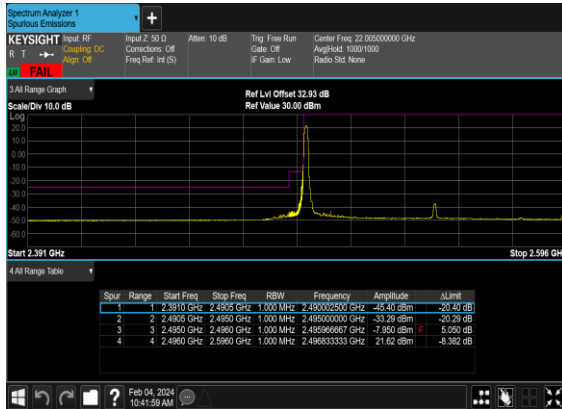 Spectrum Analyzer 1
Spurious Emissions
+
KEYSIGHT Input: RF Input Z: 50 Ω Atten: 10 dB Trig: Free Run Center Freq: 22.005000000 GHz
R T Coupling: DC Corrections: Off Gate: Off Avg|Hold: 1000/1000
Align: Off Freq Ref: Int (S) IF Gain: Low Radio Std: None
FAIL
3 All Range Graph
Ref Lvl Offset 32.93 dB
Scale/Div 10.0 dB Ref Value 30.00 dBm
Log
20.0
10.0
0.00
-10.0
-20.0
-30.0
-40.0
-50.0
-60.0
Start 2.391 GHz Stop 2.596 GHz
4 All Range Table
Spur Range Start Freq Stop Freq RBW Frequency Amplitude ΔLimit
1 1 2.3910 GHz 2.4905 GHz 1.000 MHz 2.490002500 GHz -45.40 dBm -20.40 dB
2 2 2.4905 GHz 2.4950 GHz 1.000 MHz 2.495000000 GHz -33.29 dBm -20.29 dB
3 3 2.4950 GHz 2.4960 GHz 1.000 MHz 2.495966667 GHz -7.950 dBm F 5.050 dB
4 4 2.4960 GHz 2.5960 GHz 1.000 MHz 2.496833333 GHz 21.62 dBm -8.382 dB
? Feb 04, 2024
10:41:59 AM